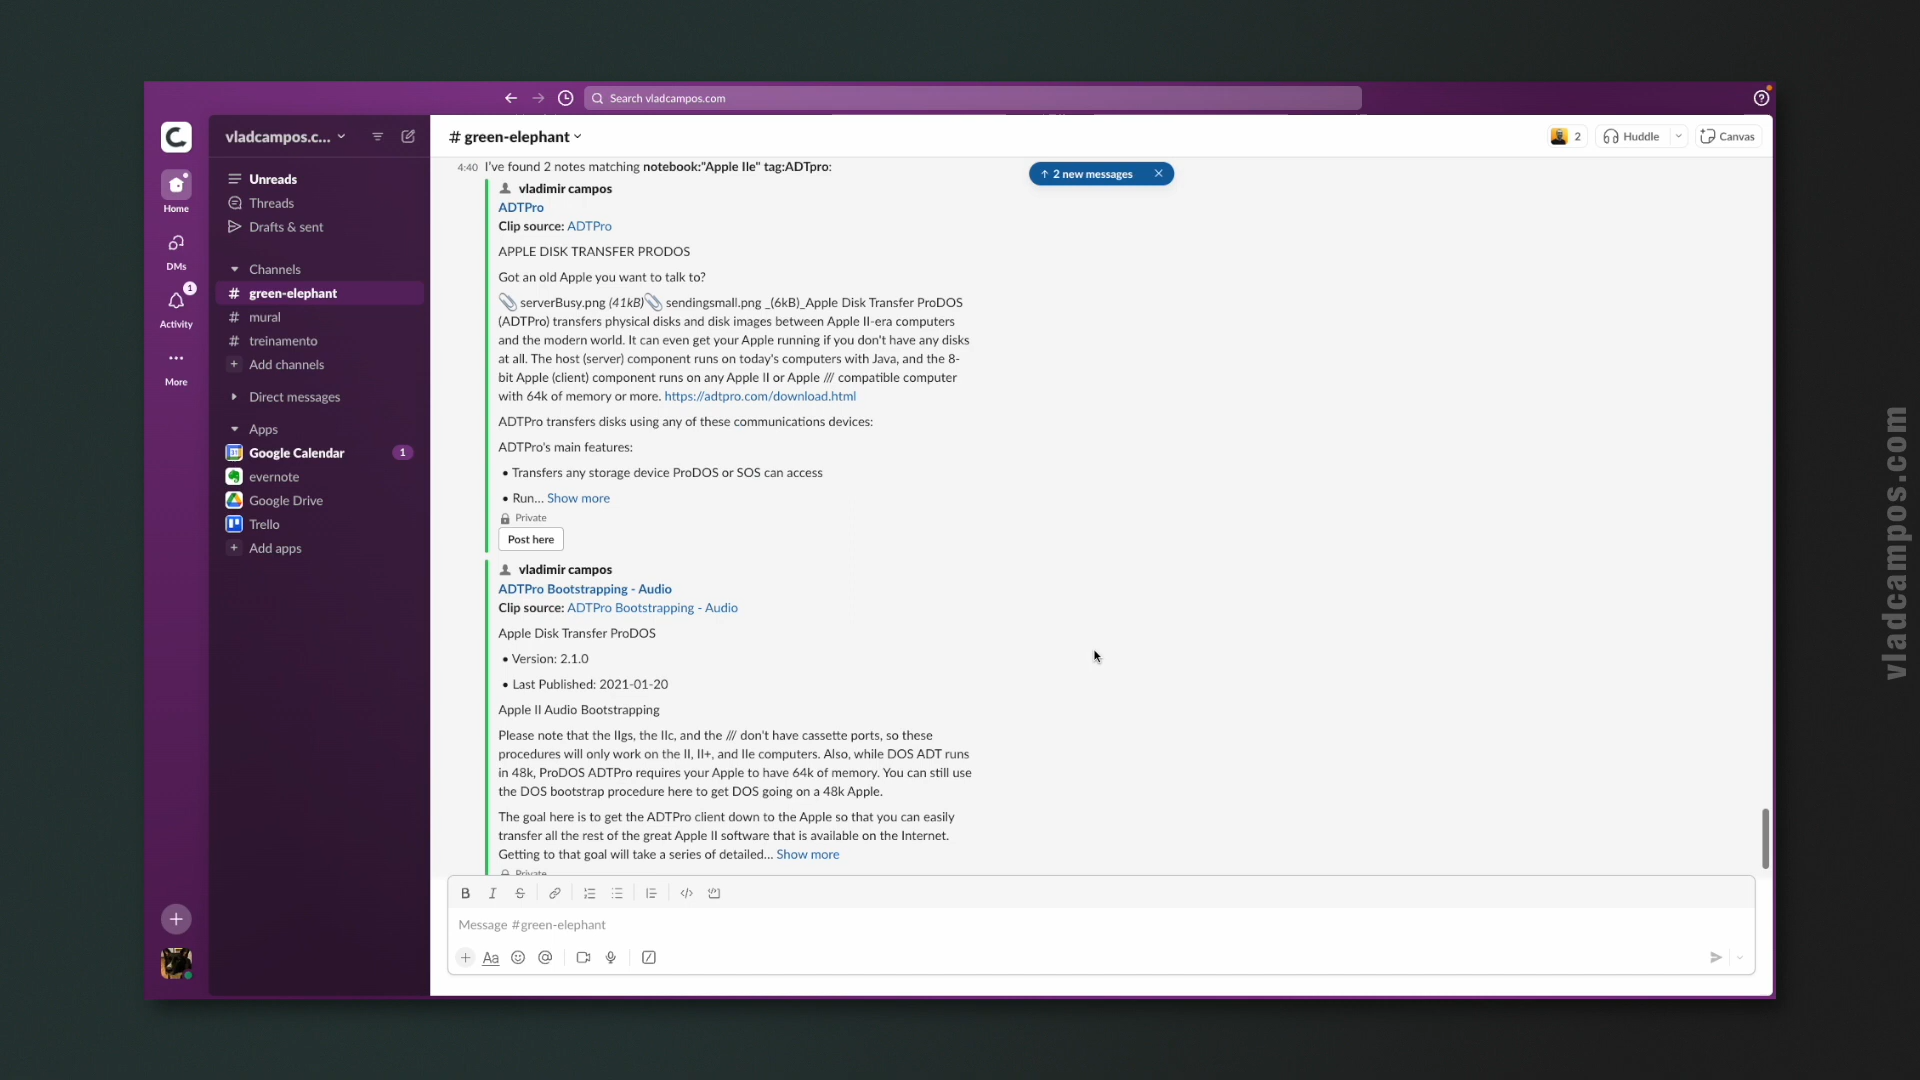 Search vladcampos.com
vladcampos.c...
Home
DMs
1
Activity
More
Unreads
Threads
Drafts & sent
Channels
# green-elephant
# mural
# treinamento
+ Add channels
Direct messages
Apps
Google Calendar 1
evernote
Google Drive
Trello
+ Add apps
# green-elephant
2
Huddle
Canvas
↑ 2 new messages
4:40 I've found 2 notes matching notebook:"Apple IIe" tag:ADTpro:
vladimir campos
ADTPro
Clip source: ADTPro
APPLE DISK TRANSFER PRODOS
Got an old Apple you want to talk to?
serverBusy.png (41kB) sendingsmall.png _(6kB)_Apple Disk Transfer ProDOS
(ADTPro) transfers physical disks and disk images between Apple II-era computers
and the modern world. It can even get your Apple running if you don't have any disks
at all. The host (server) component runs on today's computers with Java, and the 8-
bit Apple (client) component runs on any Apple II or Apple /// compatible computer
with 64k of memory or more. https://adtpro.com/download.html
ADTPro transfers disks using any of these communications devices:
ADTPro's main features:
• Transfers any storage device ProDOS or SOS can access
• Run... Show more
Private
Post here
vladimir campos
ADTPro Bootstrapping - Audio
Clip source: ADTPro Bootstrapping - Audio
Apple Disk Transfer ProDOS
• Version: 2.1.0
• Last Published: 2021-01-20
Apple II Audio Bootstrapping
Please note that the IIgs, the IIc, and the /// don't have cassette ports, so these
procedures will only work on the II, II+, and IIe computers. Also, while DOS ADT runs
in 48k, ProDOS ADTPro requires your Apple to have 64k of memory. You can still use
the DOS bootstrap procedure here to get DOS going on a 48k Apple.
The goal here is to get the ADTPro client down to the Apple so that you can easily
transfer all the rest of the great Apple II software that is available on the Internet.
Getting to that goal will take a series of detailed... Show more
Private
B I S
Message #green-elephant
Aa
vladcampos.com